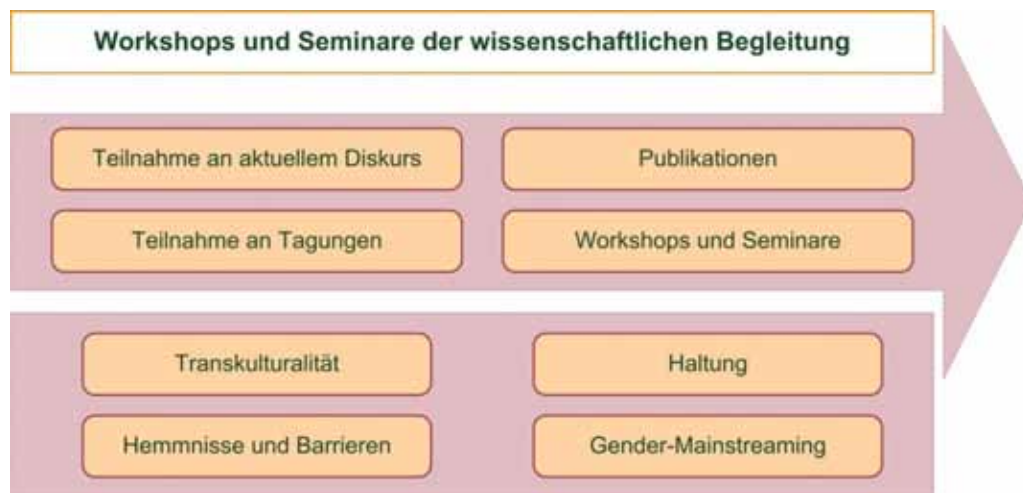 Workshops und Seminare der wissenschaftlichen Begleitung
Teilnahme an aktuellem Diskurs
Publikationen
Teilnahme an Tagungen
Workshops und Seminare
Transkulturalität
Haltung
Hemmnisse und Barrieren
Gender-Mainstreaming